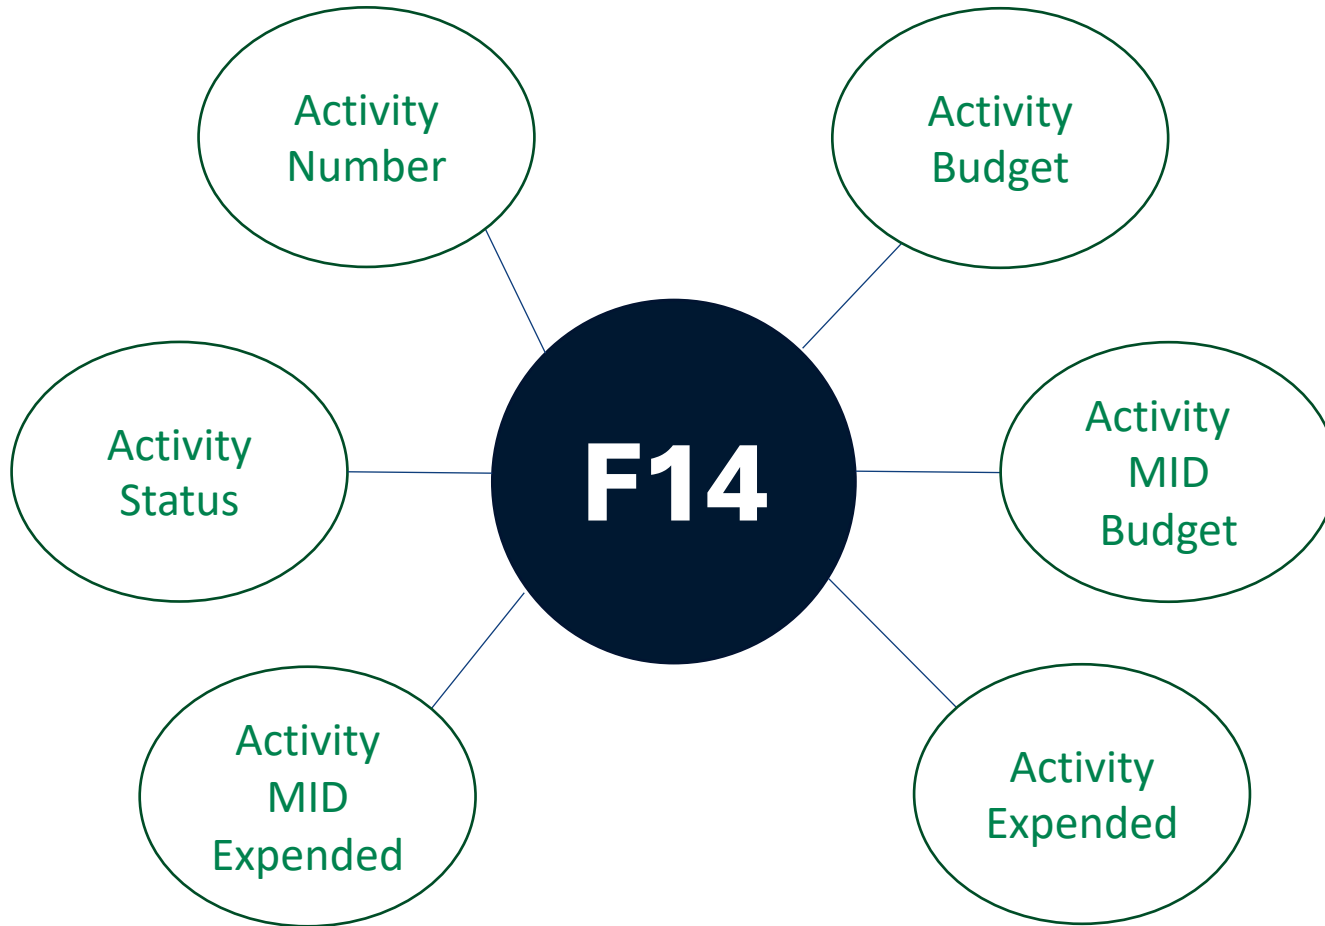 Activity
Number
Activity
Budget
Activity
Status
F14
Activity
MID
Budget
Activity
MID
Expended
Activity
Expended